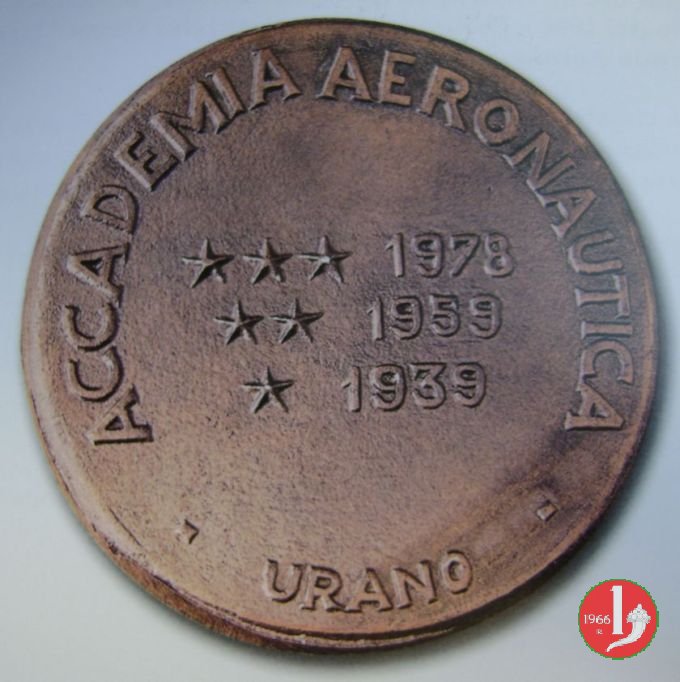 ACCADEMIA AERONAUTICA
1978
1959
1939
URANO
1966
R.